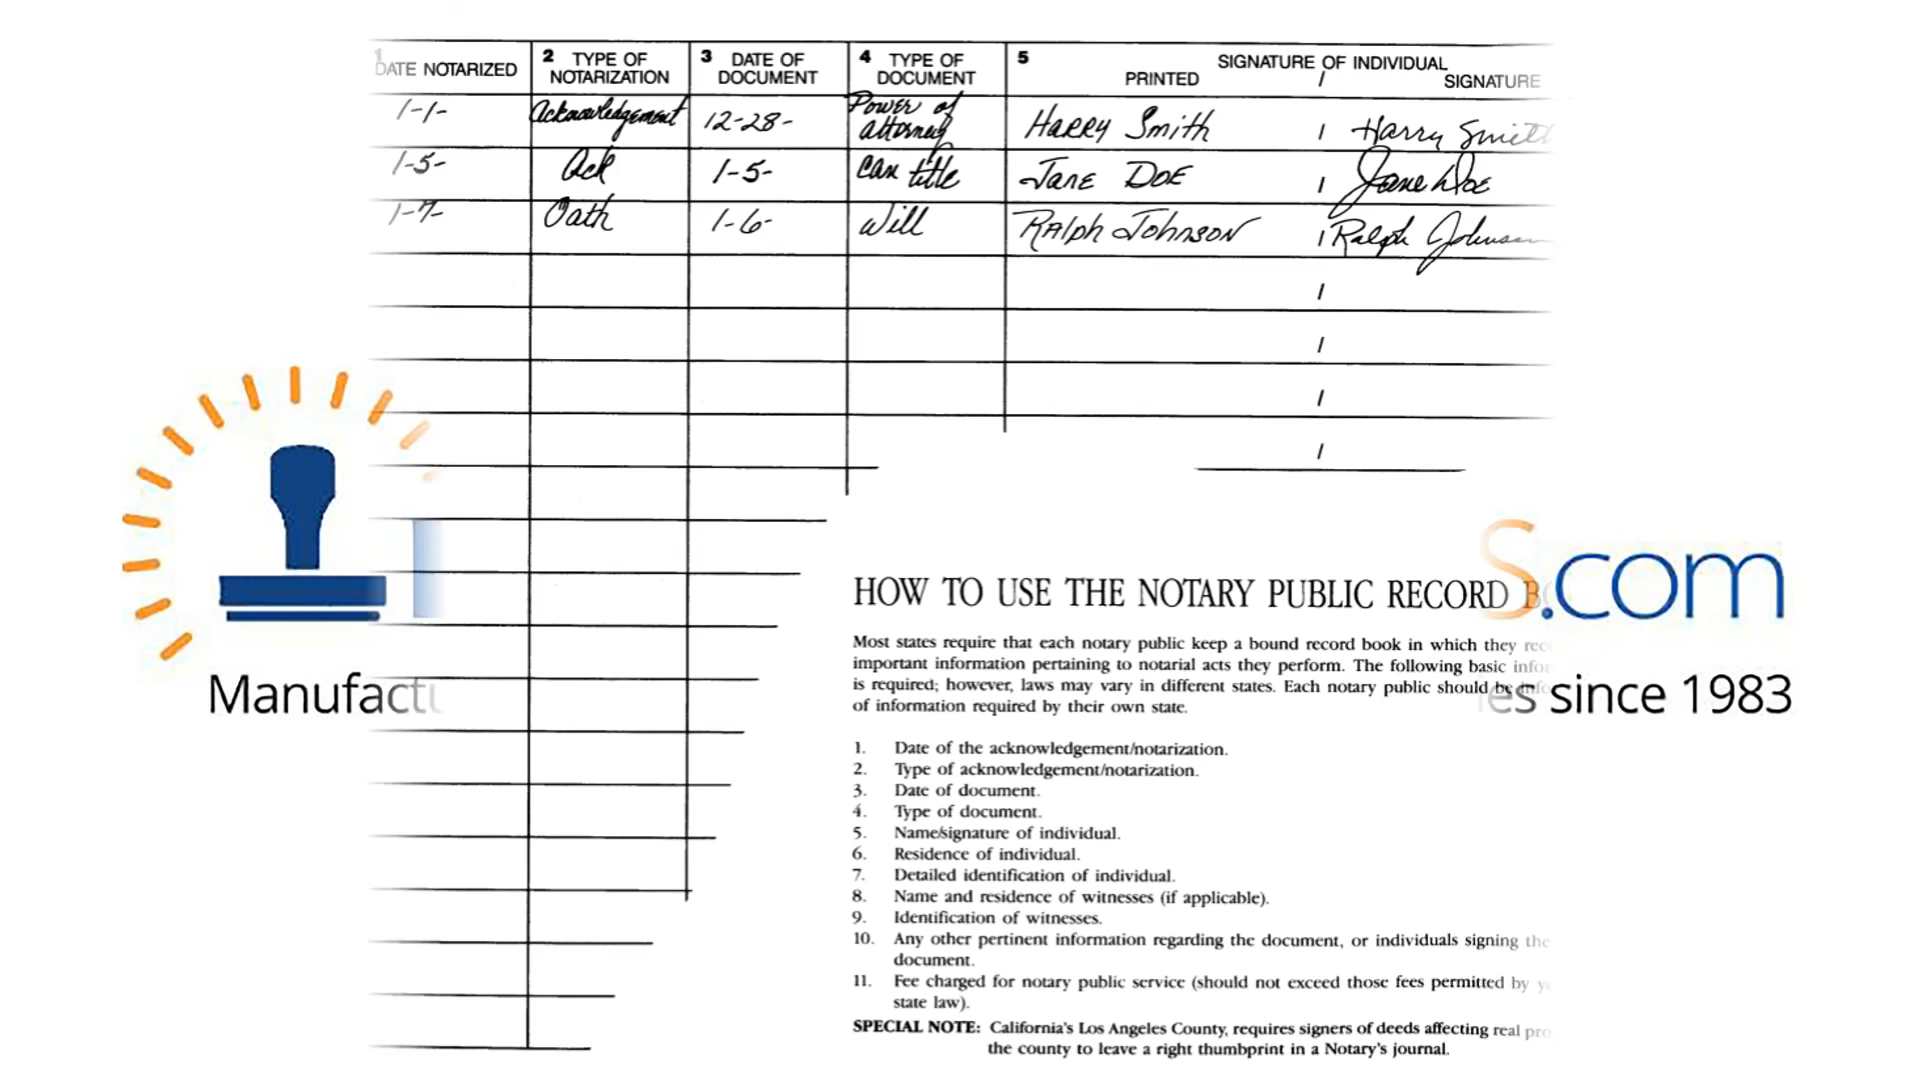 1 DATE NOTARIZED 2 TYPE OF NOTARIZATION 3 DATE OF DOCUMENT 4 TYPE OF DOCUMENT 5 SIGNATURE OF INDIVIDUAL PRINTED / SIGNATURE
1-1- Acknowledgement 12-28- Power of attorney Harry Smith / Harry Smith
1-5- Ack 1-5- Car title Jane Doe / Jane Doe
1-7- Oath 1-6- Will Ralph Johnson / Ralph Johnson
/
/
/
/
S.com
Manufactu
es since 1983
HOW TO USE THE NOTARY PUBLIC RECORD B
Most states require that each notary public keep a bound record book in which they rec
important information pertaining to notarial acts they perform. The following basic infor
is required; however, laws may vary in different states. Each notary public should be info
of information required by their own state.
1. Date of the acknowledgement/notarization.
2. Type of acknowledgement/notarization.
3. Date of document.
4. Type of document.
5. Name/signature of individual.
6. Residence of individual.
7. Detailed identification of individual.
8. Name and residence of witnesses (if applicable).
9. Identification of witnesses.
10. Any other pertinent information regarding the document, or individuals signing the
document.
11. Fee charged for notary public service (should not exceed those fees permitted by y
state law).
SPECIAL NOTE: California's Los Angeles County, requires signers of deeds affecting real pro
the county to leave a right thumbprint in a Notary's journal.